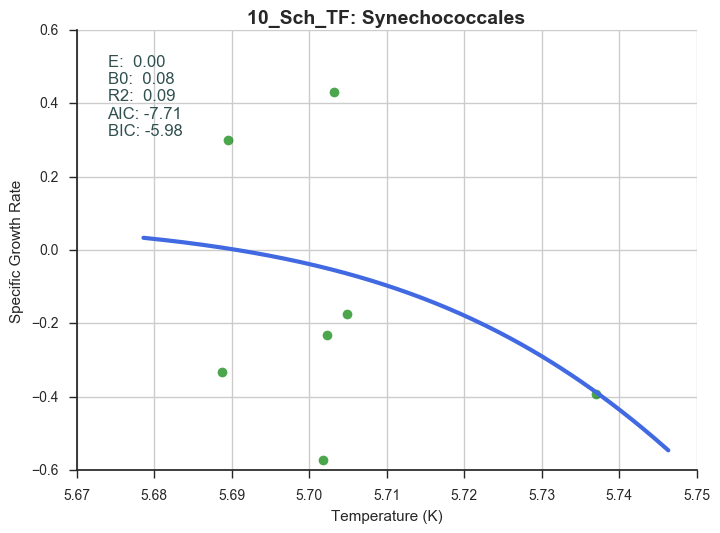 10_Sch_TF: Synechococcales
E:  0.00
B0:  0.08
R2:  0.09
AIC: -7.71
BIC: -5.98
Specific Growth Rate
0.6
0.4
0.2
0.0
−0.2
−0.4
−0.6
5.67 5.68 5.69 5.70 5.71 5.72 5.73 5.74 5.75
Temperature (K)